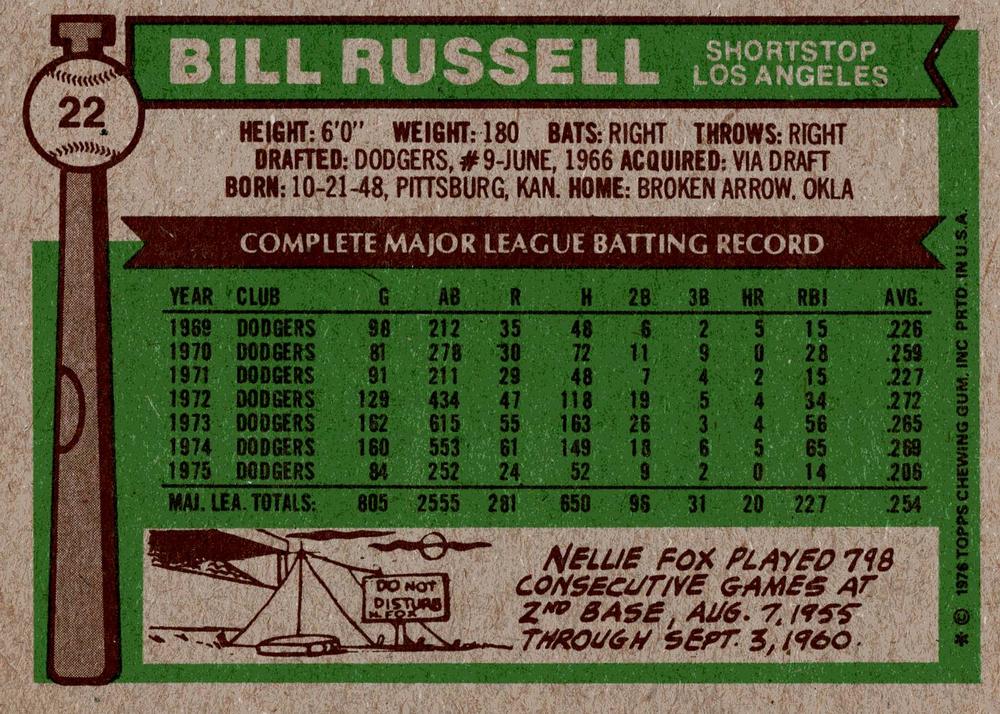 BILL RUSSELL SHORTSTOP
LOS ANGELES
22
HEIGHT: 6'0" WEIGHT: 180 BATS: RIGHT THROWS: RIGHT
DRAFTED: DODGERS, #9-JUNE, 1966 ACQUIRED: VIA DRAFT
BORN: 10-21-48, PITTSBURG, KAN. HOME: BROKEN ARROW, OKLA
COMPLETE MAJOR LEAGUE BATTING RECORD
YEAR CLUB G AB R H 2B 3B HR RBI AVG.
1969 DODGERS 98 212 35 48 6 2 5 15 .226
1970 DODGERS 81 278 30 72 11 9 0 28 .259
1971 DODGERS 91 211 29 48 7 4 2 15 .227
1972 DODGERS 129 434 47 118 19 5 4 34 .272
1973 DODGERS 162 615 55 163 26 3 4 56 .265
1974 DODGERS 160 553 61 149 18 6 5 65 .269
1975 DODGERS 84 252 24 52 9 2 0 14 .206
MAJ. LEA. TOTALS: 805 2555 281 650 96 31 20 227 .254
DO NOT
DISTURB
N. FOX
NELLIE FOX PLAYED 798
CONSECUTIVE GAMES AT
2ND BASE, AUG. 7, 1955
THROUGH SEPT. 3, 1960.
* © 1976 TOPPS CHEWING GUM, INC PRTD. IN U.S.A.